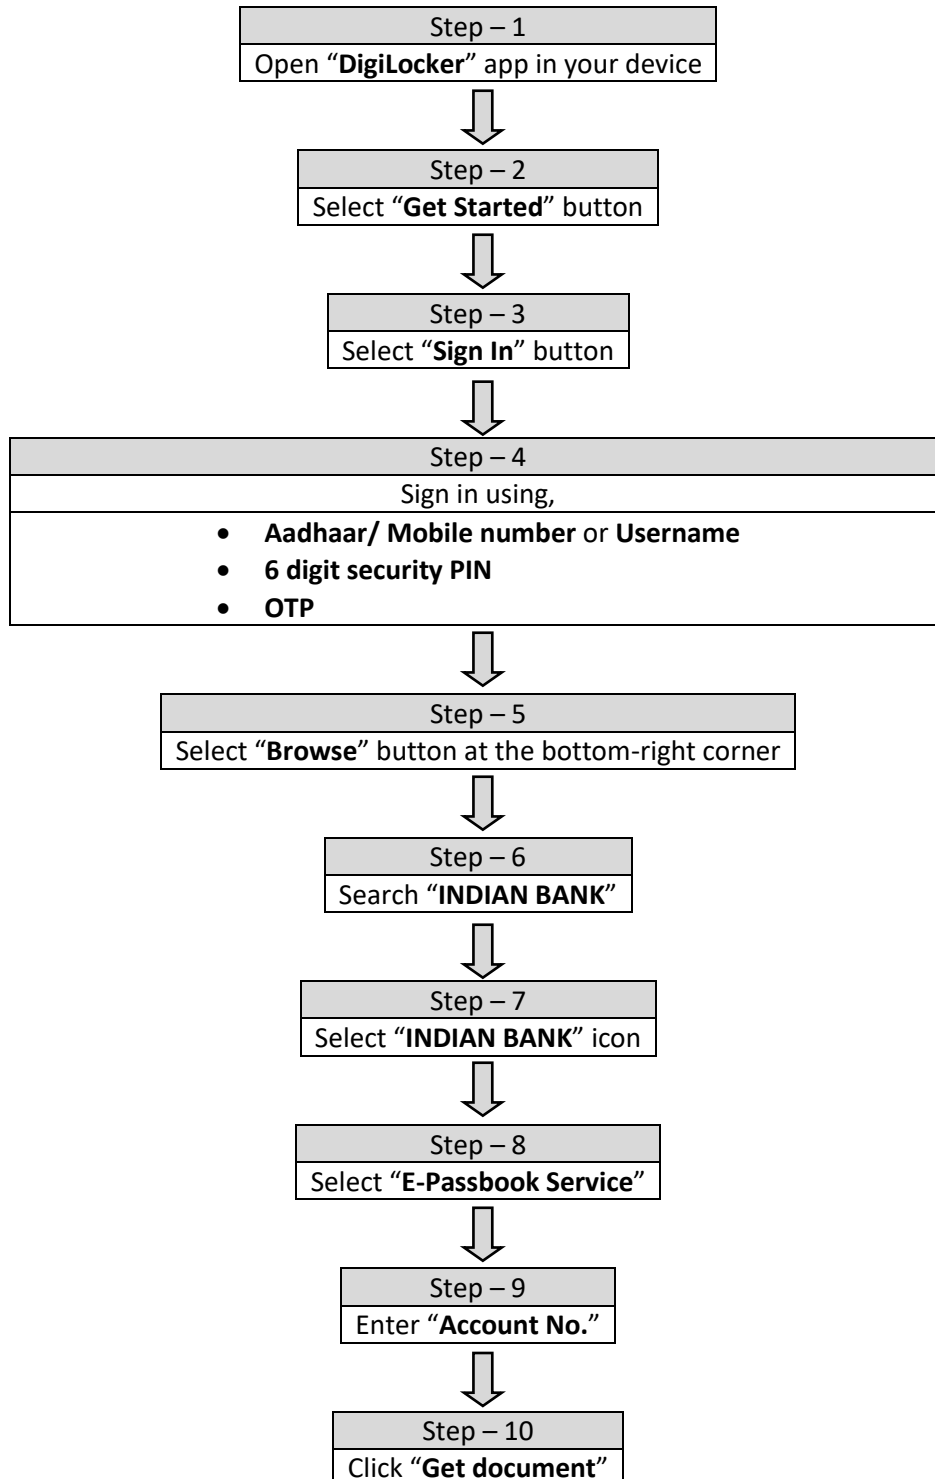 Step – 1
Open “DigiLocker” app in your device
Step – 2
Select “Get Started” button
Step – 3
Select “Sign In” button
Step – 4
Sign in using,
• Aadhaar/ Mobile number or Username
• 6 digit security PIN
• OTP
Step – 5
Select “Browse” button at the bottom-right corner
Step – 6
Search “INDIAN BANK”
Step – 7
Select “INDIAN BANK” icon
Step – 8
Select “E-Passbook Service”
Step – 9
Enter “Account No.”
Step – 10
Click “Get document”